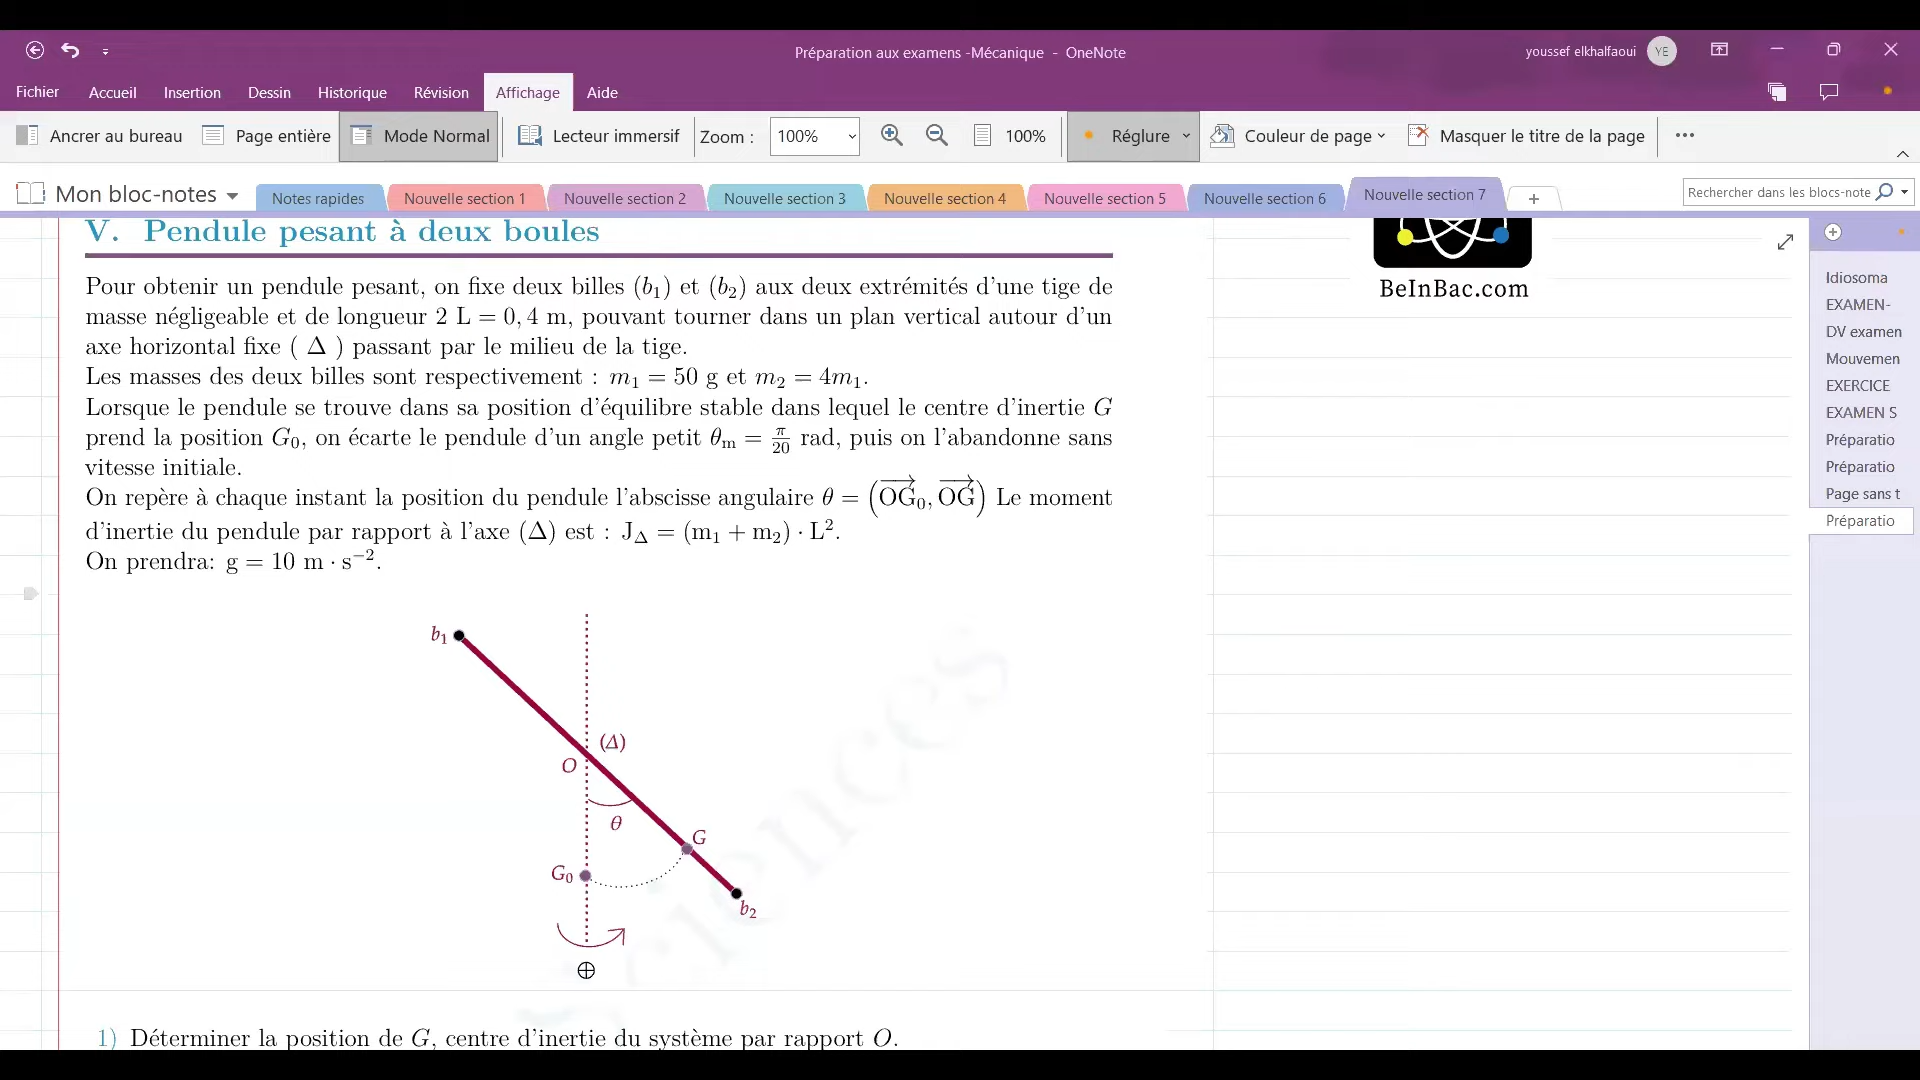 Préparation aux examens -Mécanique - OneNote
youssef elkhalfaoui YE
Fichier Accueil Insertion Dessin Historique Révision Affichage Aide
Ancrer au bureau Page entière Mode Normal Lecteur immersif Zoom : 100% 100% Réglure Couleur de page Masquer le titre de la page
Mon bloc-notes Notes rapides Nouvelle section 1 Nouvelle section 2 Nouvelle section 3 Nouvelle section 4 Nouvelle section 5 Nouvelle section 6 Nouvelle section 7 + Rechercher dans les blocs-note
V. Pendule pesant à deux boules
Pour obtenir un pendule pesant, on fixe deux billes (b₁) et (b₂) aux deux extrémités d'une tige de
masse négligeable et de longueur 2 L = 0, 4 m, pouvant tourner dans un plan vertical autour d'un
axe horizontal fixe ( Δ ) passant par le milieu de la tige.
Les masses des deux billes sont respectivement : m₁ = 50 g et m₂ = 4m₁.
Lorsque le pendule se trouve dans sa position d'équilibre stable dans lequel le centre d'inertie G
prend la position G₀, on écarte le pendule d'un angle petit θₘ = π/20 rad, puis on l'abandonne sans
vitesse initiale.
On repère à chaque instant la position du pendule l'abscisse angulaire θ = (OG₀, OG) Le moment
d'inertie du pendule par rapport à l'axe (Δ) est : J_Δ = (m₁ + m₂) · L².
On prendra: g = 10 m · s⁻².
b₁
(Δ)
O
θ
G
G₀
b₂
⊕
1) Déterminer la position de G, centre d'inertie du système par rapport O.
sciences
BeInBac.com
Idiosoma
EXAMEN-
DV examen
Mouvemen
EXERCICE
EXAMEN S
Préparatio
Préparatio
Page sans t
Préparatio